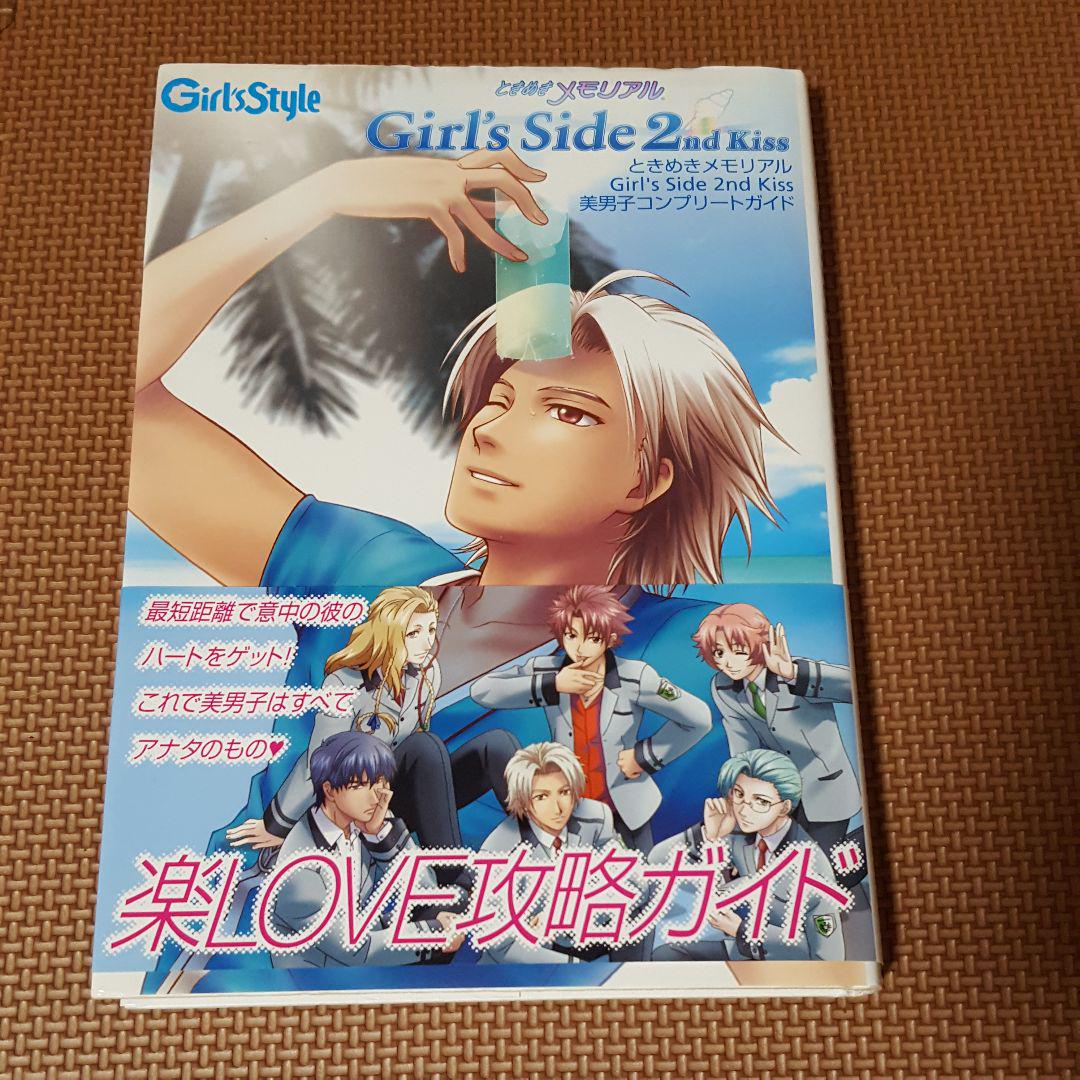 Girl'sStyle
ときめきメモリアル
Girl's Side 2nd Kiss
ときめきメモリアル
Girl's Side 2nd Kiss
美男子コンプリートガイド
最短距離で意中の彼の
ハートをゲット!!
これで美男子はすべて
アナタのもの♥
楽LOVE攻略ガイド